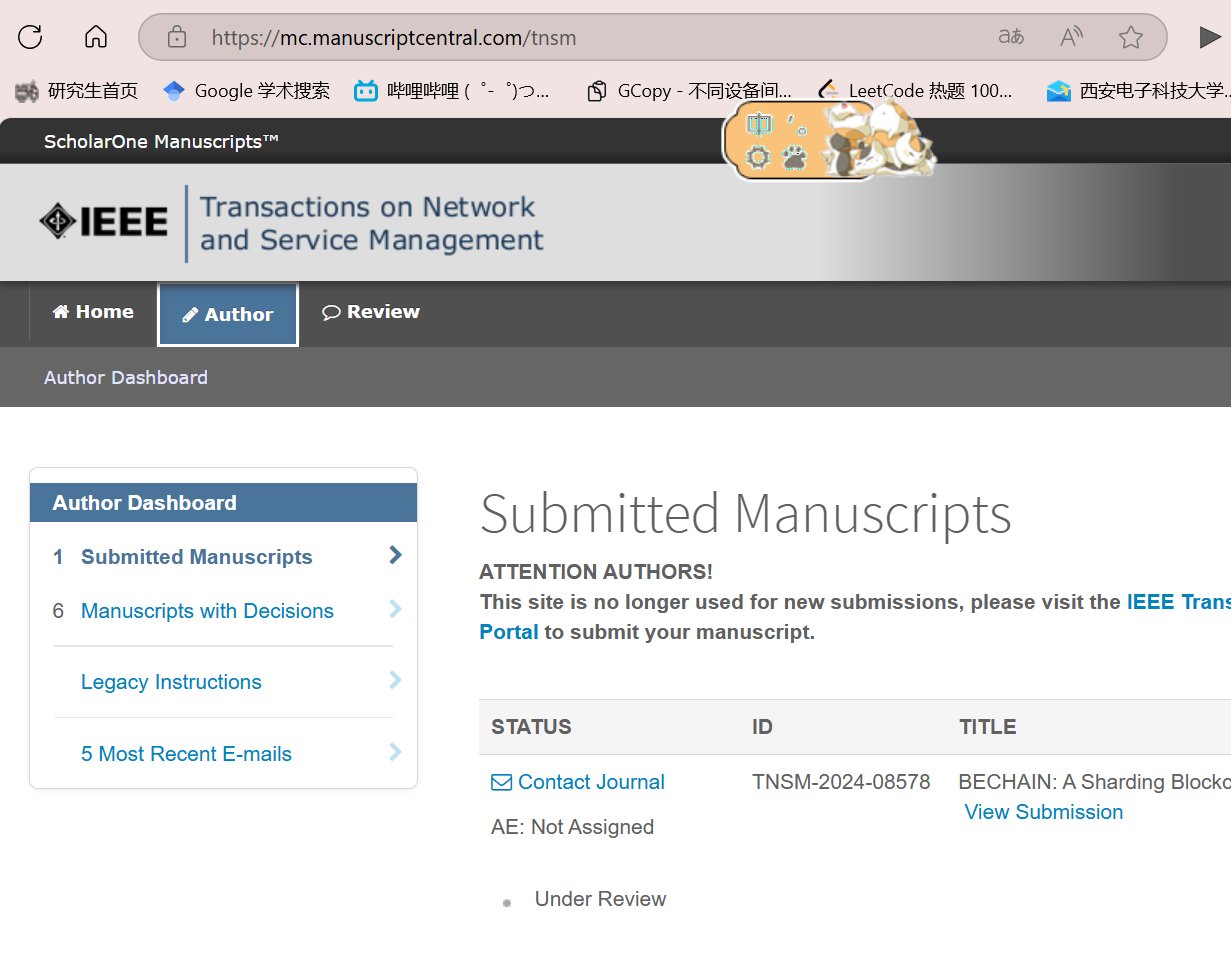 https://mc.manuscriptcentral.com/tnsm
研究生首页
Google 学术搜索
哔哩哔哩 (゜-゜)つ...
GCopy - 不同设备间...
LeetCode 热题 100...
西安电子科技大学...
ScholarOne Manuscripts™
IEEE
Transactions on Network
and Service Management
Home
Author
Review
Author Dashboard
Author Dashboard
1 Submitted Manuscripts
6 Manuscripts with Decisions
Legacy Instructions
5 Most Recent E-mails
Submitted Manuscripts
ATTENTION AUTHORS!
This site is no longer used for new submissions, please visit the IEEE Trans
Portal to submit your manuscript.
STATUS ID TITLE
Contact Journal TNSM-2024-08578 BECHAIN: A Sharding Blockc
View Submission
AE: Not Assigned
Under Review